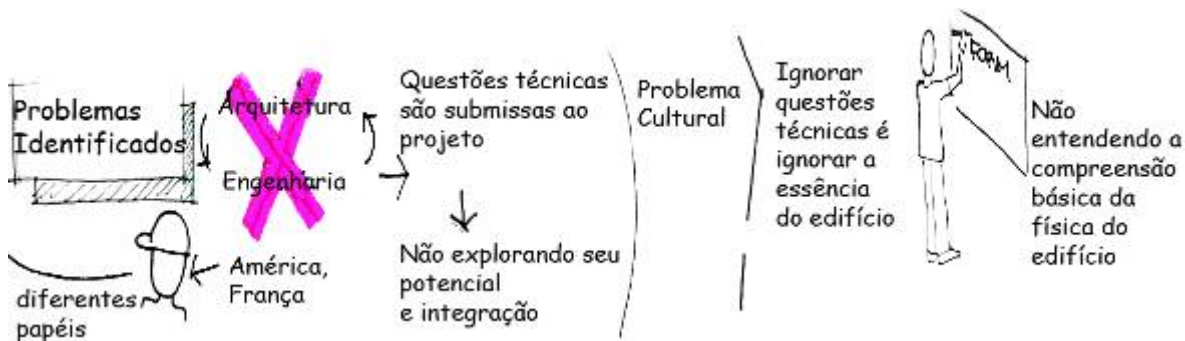 Problemas
Identificados
Arquitetura
Engenharia
diferentes
papéis
América,
França
Questões técnicas
são submissas ao
projeto
Não explorando seu
potencial
e integração
Problema
Cultural
Ignorar
questões
técnicas é
ignorar a
essência
do edifício
FORM
Não
entendendo a
compreensão
básica da
física do
edifício